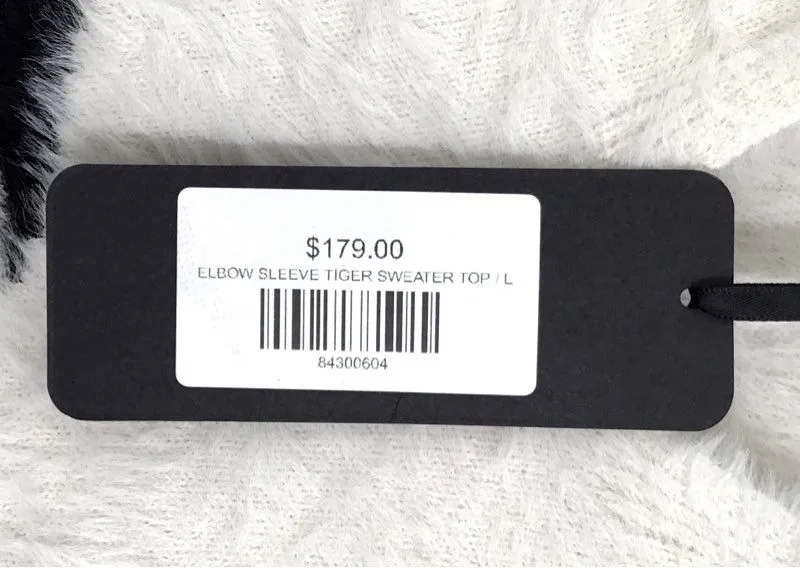 $179.00
ELBOW SLEEVE TIGER SWEATER TOP / L
84300604